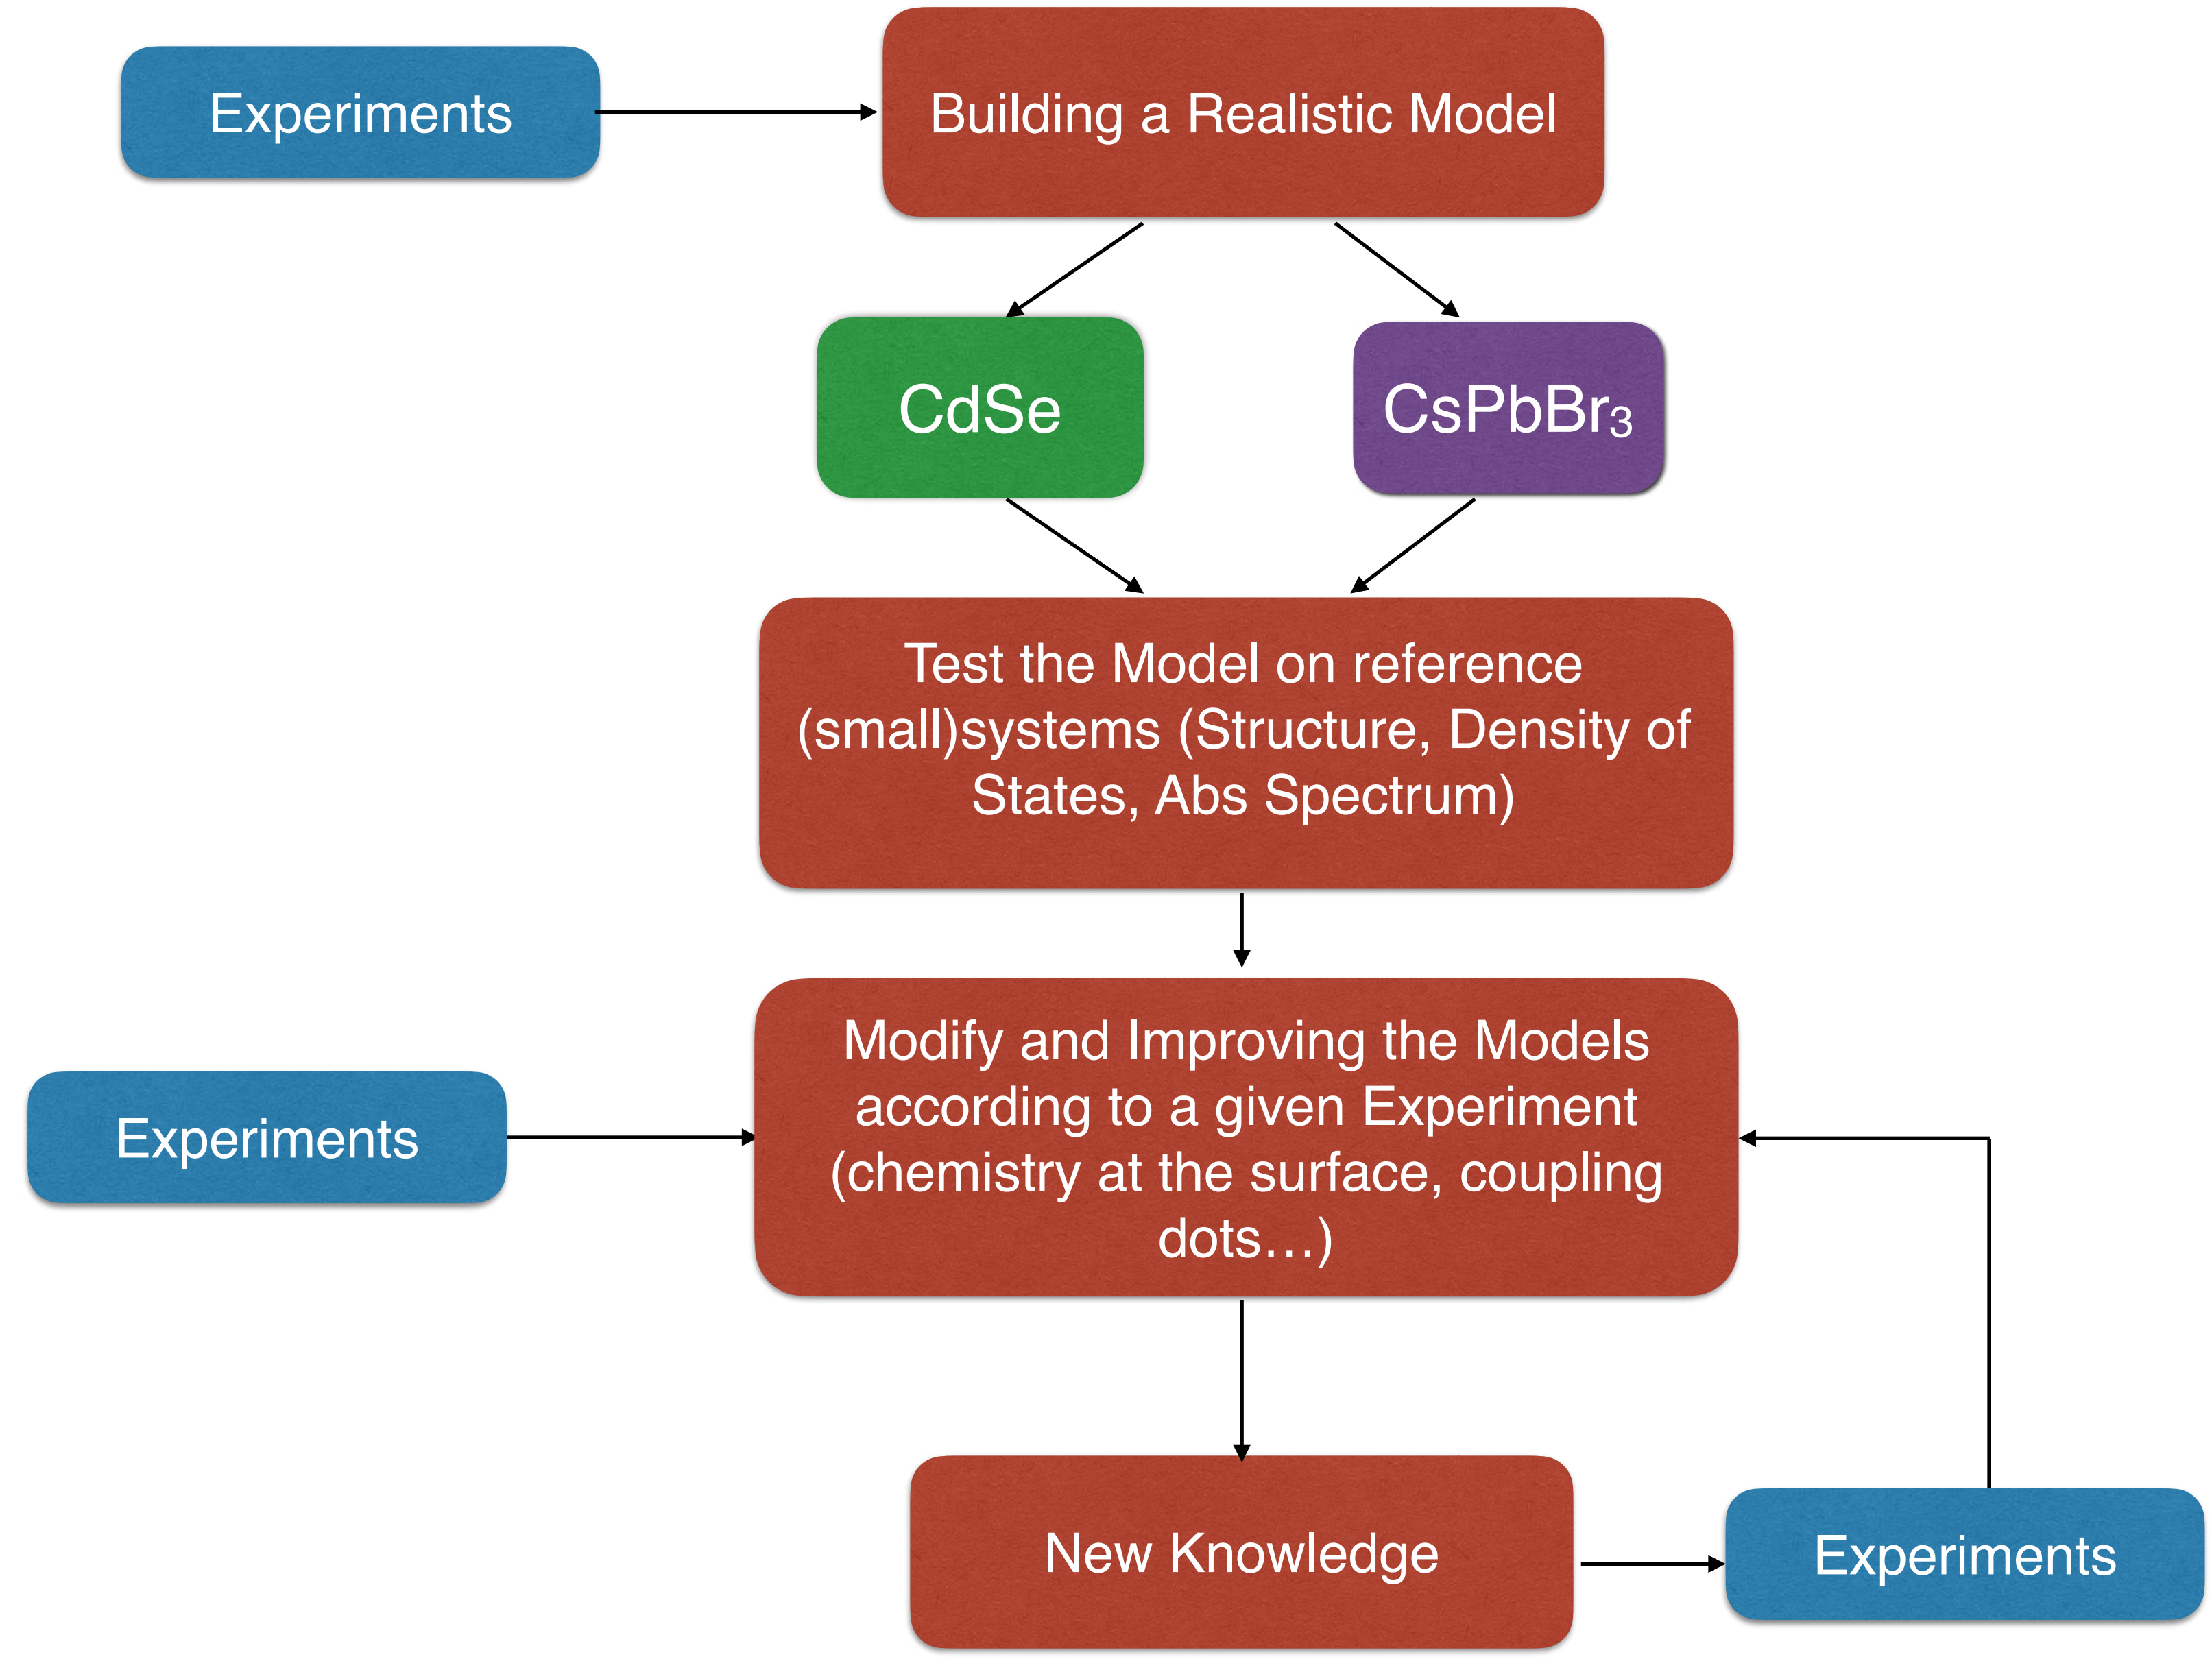 Experiments
Building a Realistic Model
CdSe
CsPbBr₃
Test the Model on reference
(small)systems (Structure, Density of
States, Abs Spectrum)
Modify and Improving the Models
according to a given Experiment
(chemistry at the surface, coupling
dots…)
Experiments
New Knowledge
Experiments